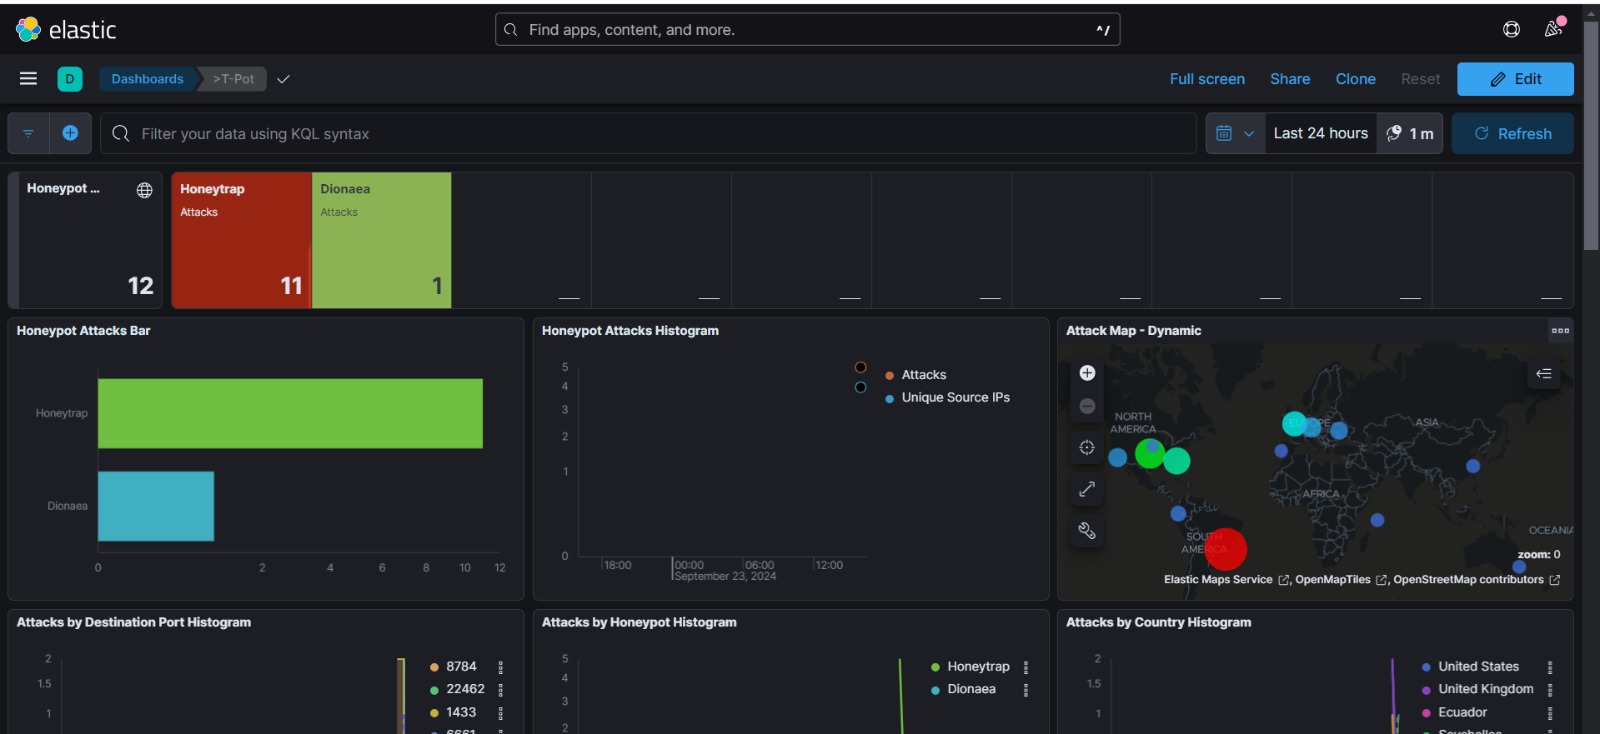 elastic
Find apps, content, and more.
^/
D
Dashboards
>T-Pot
Full screen
Share
Clone
Reset
Edit
Filter your data using KQL syntax
Last 24 hours
1 m
Refresh
Honeypot ...
12
Honeytrap
Attacks
11
Dionaea
Attacks
1
Honeypot Attacks Bar
Honeytrap
Dionaea
0 2 4 6 8 10 12
Honeypot Attacks Histogram
5
4
3
2
1
0
18:00 00:00 06:00 12:00
September 23, 2024
Attacks
Unique Source IPs
Attack Map - Dynamic
NORTH
AMERICA
EUROPE
ASIA
AFRICA
SOUTH
AMERICA
OCEANIA
zoom: 0
Elastic Maps Service , OpenMapTiles , OpenStreetMap contributors
Attacks by Destination Port Histogram
2
1.5
1
8784
22462
1433
6661
Attacks by Honeypot Histogram
5
4
3
2
Honeytrap
Dionaea
Attacks by Country Histogram
2
1.5
1
United States
United Kingdom
Ecuador
Seychelles